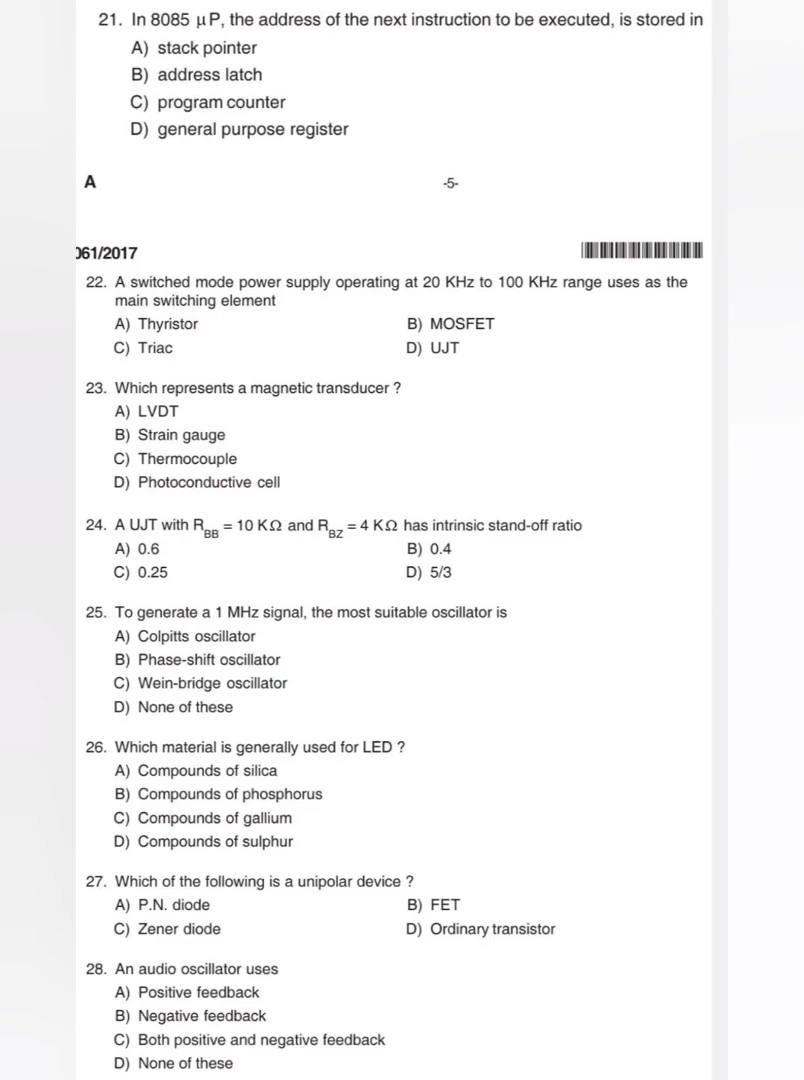 21. In 8085 μP, the address of the next instruction to be executed, is stored in
A) stack pointer
B) address latch
C) program counter
D) general purpose register
A -5-
061/2017
22. A switched mode power supply operating at 20 KHz to 100 KHz range uses as the
main switching element
A) Thyristor B) MOSFET
C) Triac D) UJT
23. Which represents a magnetic transducer ?
A) LVDT
B) Strain gauge
C) Thermocouple
D) Photoconductive cell
24. A UJT with R_BB = 10 KΩ and R_BZ = 4 KΩ has intrinsic stand-off ratio
A) 0.6 B) 0.4
C) 0.25 D) 5/3
25. To generate a 1 MHz signal, the most suitable oscillator is
A) Colpitts oscillator
B) Phase-shift oscillator
C) Wein-bridge oscillator
D) None of these
26. Which material is generally used for LED ?
A) Compounds of silica
B) Compounds of phosphorus
C) Compounds of gallium
D) Compounds of sulphur
27. Which of the following is a unipolar device ?
A) P.N. diode B) FET
C) Zener diode D) Ordinary transistor
28. An audio oscillator uses
A) Positive feedback
B) Negative feedback
C) Both positive and negative feedback
D) None of these